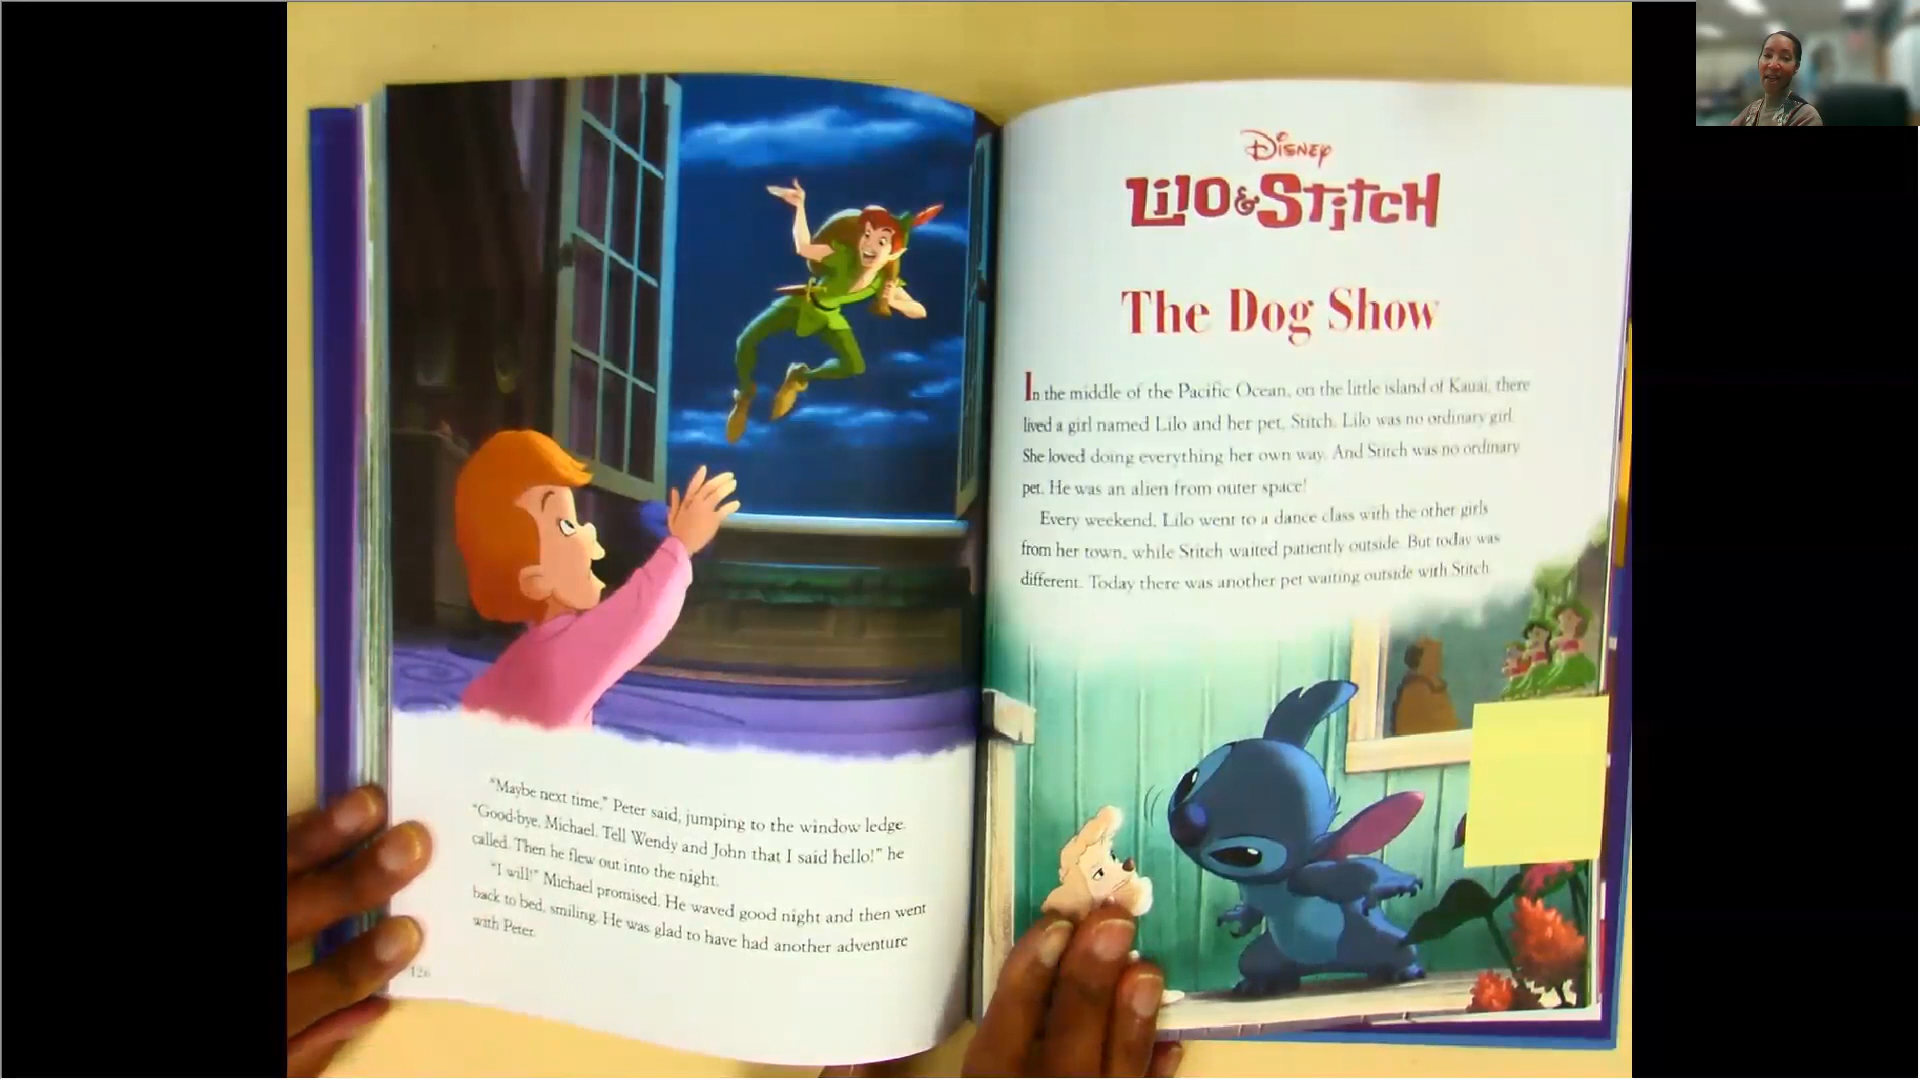 "Maybe next time," Peter said, jumping to the window ledge.
"Good-bye, Michael. Tell Wendy and John that I said hello!" he
called. Then he flew out into the night.
"I will!" Michael promised. He waved good night and then went
back to bed, smiling. He was glad to have had another adventure
with Peter.
126
DISNEY
LILO & STITCH
The Dog Show
In the middle of the Pacific Ocean, on the little island of Kauai, there
lived a girl named Lilo and her pet, Stitch. Lilo was no ordinary girl.
She loved doing everything her own way. And Stitch was no ordinary
pet. He was an alien from outer space!
Every weekend, Lilo went to a dance class with the other girls
from her town, while Stitch waited patiently outside. But today was
different. Today there was another pet waiting outside with Stitch.